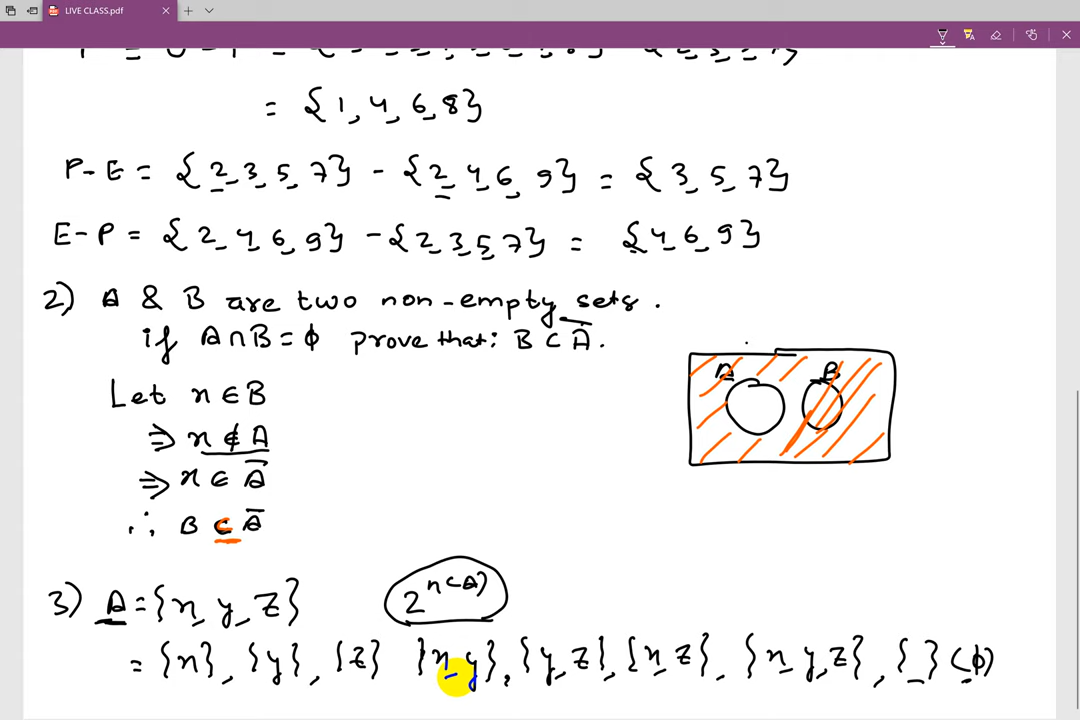 LIVE CLASS.pdf
= {1, 4, 6, 8}
P - E = {2, 3, 5, 7} - {2, 4, 6, 9} = {3, 5, 7}
E - P = {2, 4, 6, 9} - {2, 3, 5, 7} = {4, 6, 9}
2) A & B are two non-empty sets.
if A∩B = ϕ prove that: B ⊂ A̅.
A B
Let x ∈ B
⇒ x ∉ A
⇒ x ∈ A̅
∴ B ⊂ A̅
3) A = {x, y, z} 2^n(A)
= {x}, {y}, {z} {x, y}, {y, z}, {x, z}, {x, y, z}, { } (ϕ)